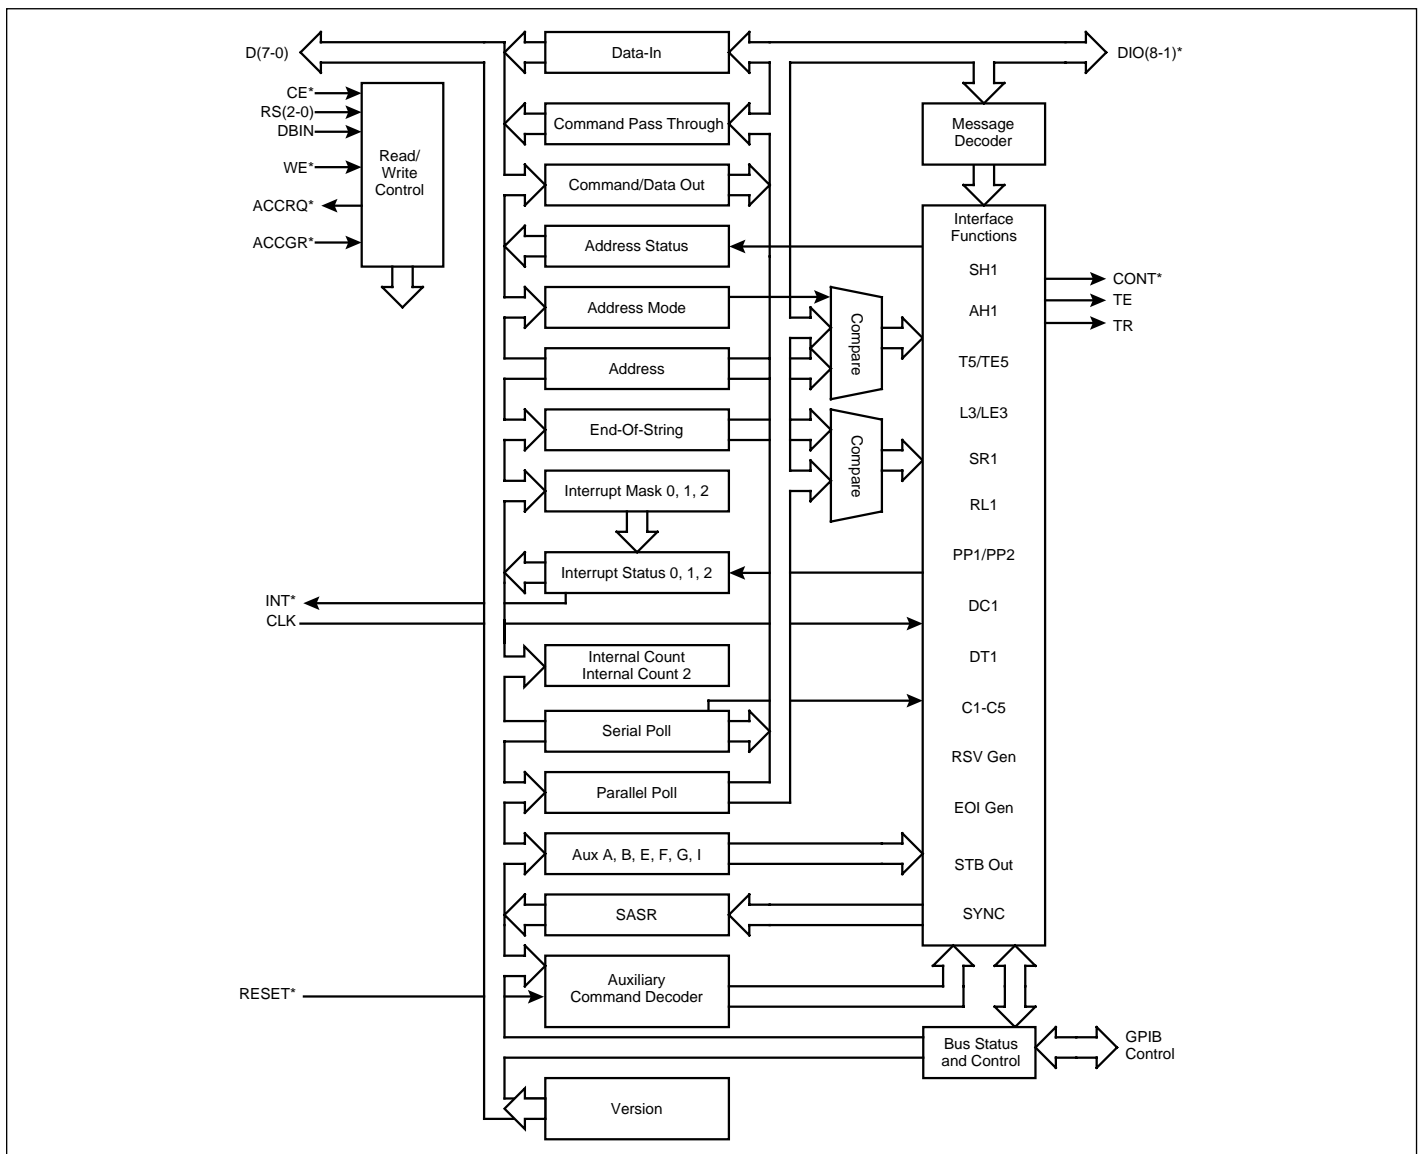 D(7-0)
Data-In
DIO(8-1)*
CE*
RS(2-0)
DBIN
WE*
ACCRQ*
ACCGR*
Read/
Write
Control
Command Pass Through
Message
Decoder
Command/Data Out
Address Status
Address Mode
Address
End-Of-String
Interrupt Mask 0, 1, 2
Interrupt Status 0, 1, 2
Compare
Compare
Interface
Functions
SH1
AH1
T5/TE5
L3/LE3
SR1
RL1
PP1/PP2
DC1
DT1
C1-C5
RSV Gen
EOI Gen
STB Out
SYNC
CONT*
TE
TR
INT*
CLK
Internal Count
Internal Count 2
Serial Poll
Parallel Poll
Aux A, B, E, F, G, I
SASR
RESET*
Auxiliary
Command Decoder
Bus Status
and Control
GPIB
Control
Version